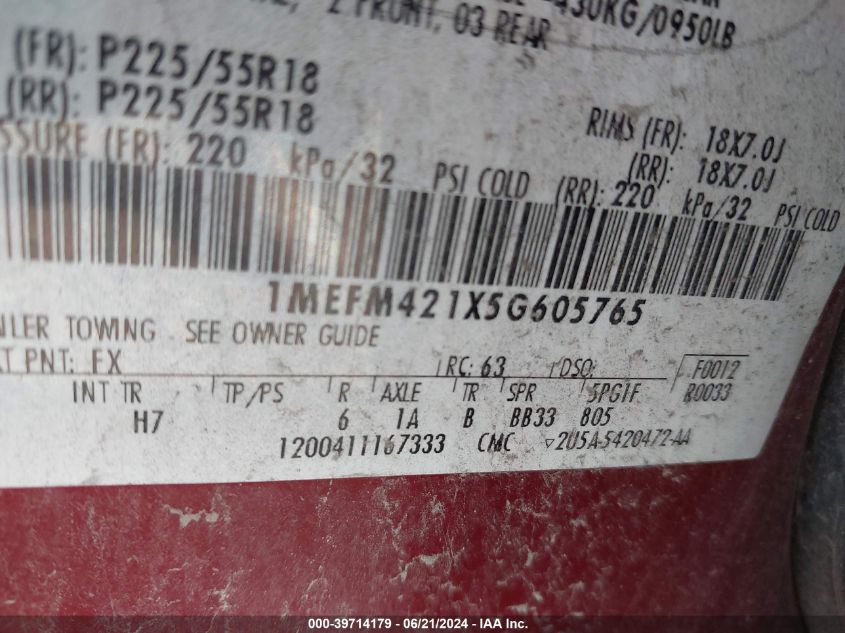 430KG/0950LB
2 FRONT, 03 REAR
(FR): P225/55R18
(RR): P225/55R18
RIMS (FR): 18X7.0J
(RR): 18X7.0J
(FR): 220 kPa/32 PSI COLD (RR): 220 kPa/32 PSI COLD
1MEFM421X5G605765
TOWING SEE OWNER GUIDE
PNT: FX RC: 63 DSO: F0012
INT TR TP/PS R AXLE TR SPR R0033
H7 6 1A B BB33 805
1200411167333 CMC ▽2U5A-5420472-AA
000-39714179 - 06/21/2024 - IAA Inc.